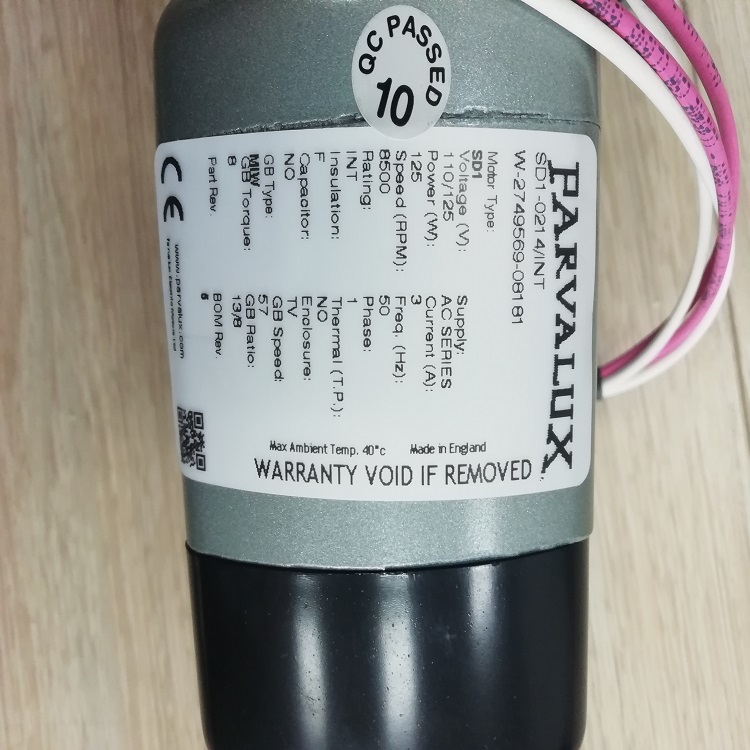 QC PASSED
10
PARVALUX
SD1-0214/INT
W-2749569-08181
Motor Type:
SD1
Voltage (V):
110/125
Power (W):
125
Speed (RPM):
8500
Rating:
INT
Insulation:
F
Capacitor:
NO
GB Type:
MIW
GB Torque:
8
Part Rev.
Supply:
AC SERIES
Current (A):
3
Freq. (Hz):
50
Phase:
1
Thermal (T.P.):
NO
Enclosure:
TV
GB Speed:
57
GB Ratio:
13/8
BOM Rev.
CE
www.parvalux.com
Max Ambient Temp. 40°c
Made in England
WARRANTY VOID IF REMOVED